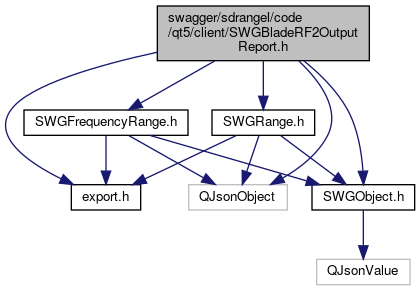 swagger/sdrangel/code
/qt5/client/SWGBladeRF2Output
Report.h
SWGFrequencyRange.h
SWGRange.h
export.h
QJsonObject
SWGObject.h
QJsonValue